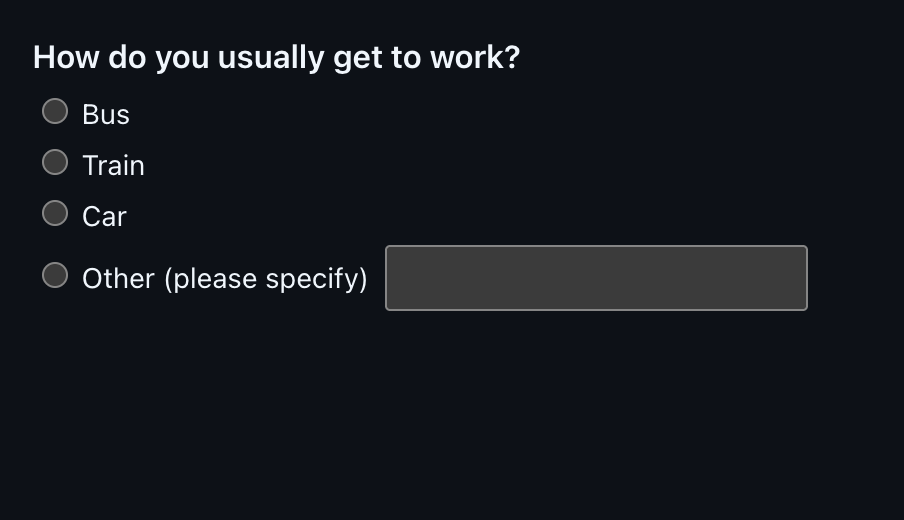 How do you usually get to work?
Bus
Train
Car
Other (please specify)